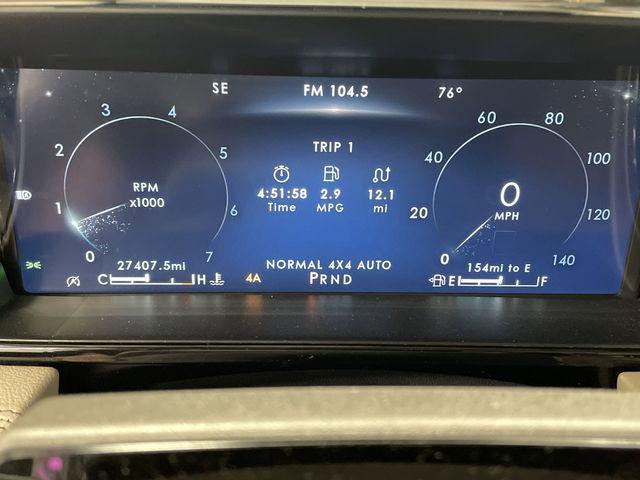 SE FM 104.5 76°
TRIP 1
4:51:58 2.9 12.1
Time MPG mi
RPM
x1000
0 1 2 3 4 5 6 7
0
MPH
0 20 40 60 80 100 120 140
27407.5mi
C H
4A
NORMAL 4X4 AUTO
PRND
154mi to E
E F